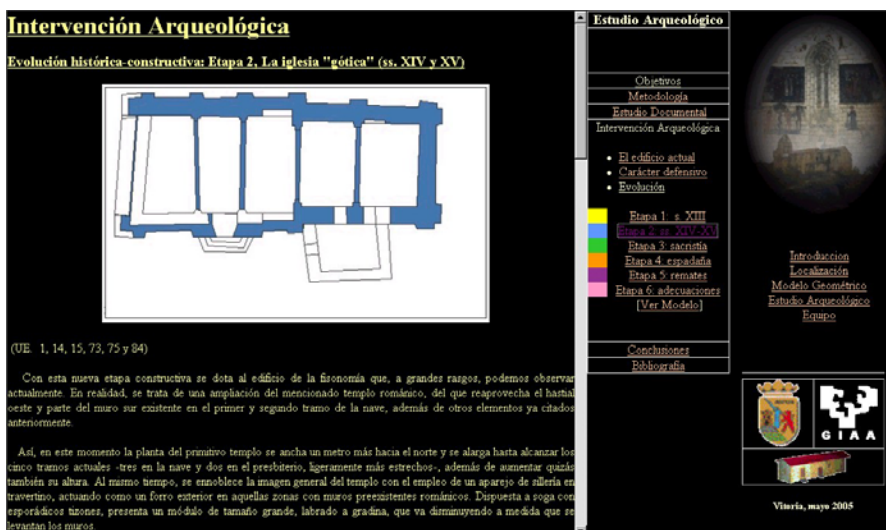 Intervención Arqueológica
Evolución histórica-constructiva: Etapa 2, La iglesia "gótica" (ss. XIV y XV)
(UE. 1, 14, 15, 73, 75 y 84)
Con esta nueva etapa constructiva se dota al edificio de la fisonomía que, a grandes rasgos, podemos observar
actualmente. En realidad, se trata de una ampliación del mencionado templo románico, del que reaprovecha el hastial
oeste y parte del muro sur existente en el primer y segundo tramo de la nave, además de otros elementos ya citados
anteriormente.
Así, en este momento la planta del primitivo templo se ancha un metro más hacia el norte y se alarga hasta alcanzar los
cinco tramos actuales -tres en la nave y dos en el presbiterio, ligeramente más estrechos-, además de aumentar quizás
también su altura. Al mismo tiempo, se ennoblece la imagen general del templo con el empleo de un aparejo de sillería en
travertino, actuando como un forro exterior en aquellas zonas con muros preexistentes románicos. Dispuesta a soga con
esporádicos tizones, presenta un módulo de tamaño grande, labrado a gradina, que va disminuyendo a medida que se
levantan los muros.
Estudio Arqueológico
Objetivos
Metodología
Estudio Documental
Intervención Arqueológica
El edificio actual
Carácter defensivo
Evolución
Etapa 1: s. XIII
Etapa 2: ss. XIV-XV
Etapa 3: sacristía
Etapa 4: espadaña
Etapa 5: remates
Etapa 6: adecuaciones
[Ver Modelo]
Conclusiones
Bibliografía
Introduccion
Localización
Modelo Geométrico
Estudio Arqueológico
Equipo
GIAA
Vitoria, mayo 2005